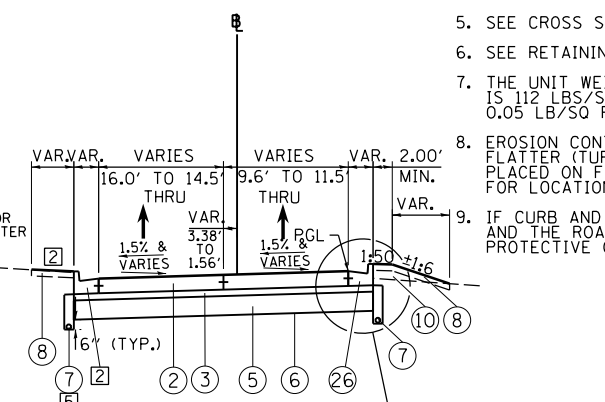 ℄
5. SEE CROSS S
6. SEE RETAININ
7. THE UNIT WEI
IS 112 LBS/S
0.05 LB/SQ F
8. EROSION CONT
FLATTER (TUF
PLACED ON F
FOR LOCATION
9. IF CURB AND
AND THE ROA
PROTECTIVE C
VAR. VAR. VARIES VARIES VAR. 2.00'
16.0' TO 14.5' 9.6' TO 11.5' MIN.
THRU THRU
VAR. VAR.
3.38'
TO
1.56'
OR
TER
PGL
1.5% &
VARIES
1.5% &
VARIES
1:50 ±1:6
2
6" (TYP.)
8 7 2 2 3 5 6 26 7 10 8
5